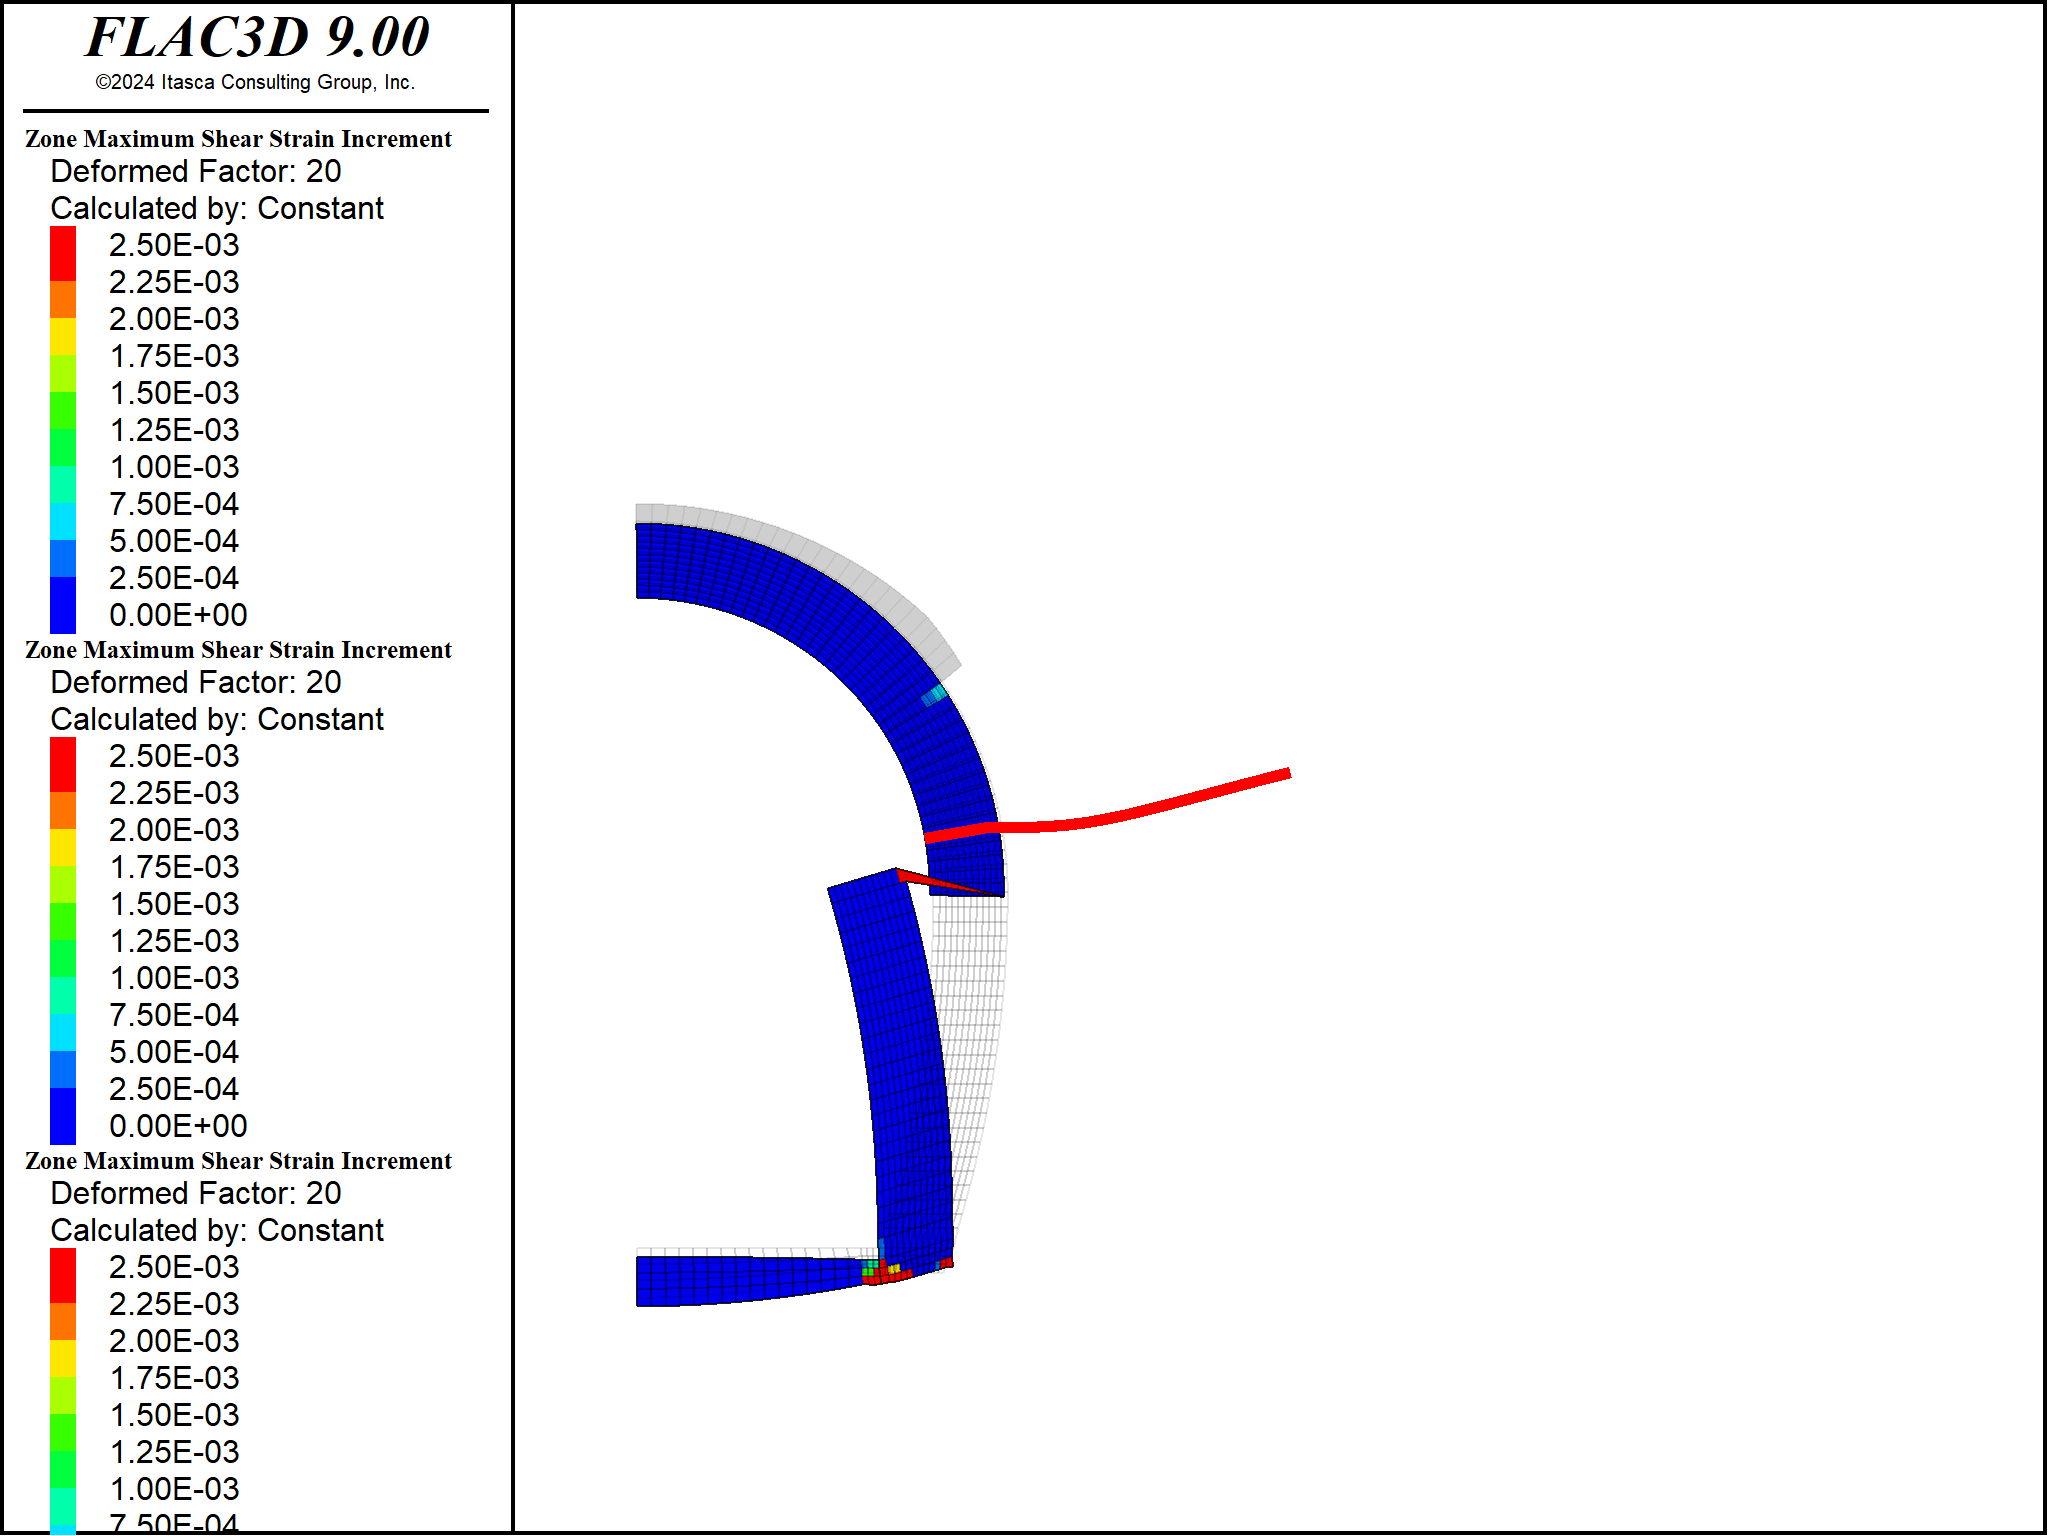 FLAC3D 9.00
©2024 Itasca Consulting Group, Inc.
Zone Maximum Shear Strain Increment
Deformed Factor: 20
Calculated by: Constant
2.50E-03
2.25E-03
2.00E-03
1.75E-03
1.50E-03
1.25E-03
1.00E-03
7.50E-04
5.00E-04
2.50E-04
0.00E+00
Zone Maximum Shear Strain Increment
Deformed Factor: 20
Calculated by: Constant
2.50E-03
2.25E-03
2.00E-03
1.75E-03
1.50E-03
1.25E-03
1.00E-03
7.50E-04
5.00E-04
2.50E-04
0.00E+00
Zone Maximum Shear Strain Increment
Deformed Factor: 20
Calculated by: Constant
2.50E-03
2.25E-03
2.00E-03
1.75E-03
1.50E-03
1.25E-03
1.00E-03
7.50E-04